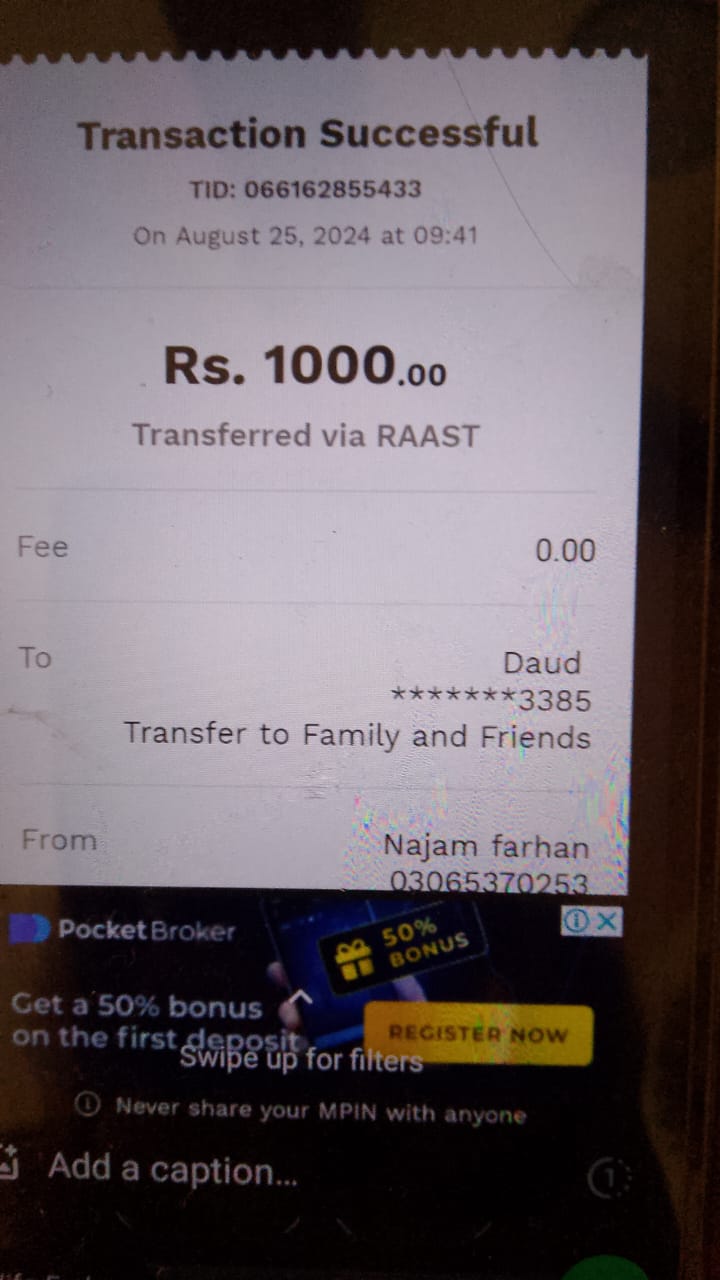 Transaction Successful
TID: 066162855433
On August 25, 2024 at 09:41
Rs. 1000.00
Transferred via RAAST
Fee 0.00
To Daud
*******3385
Transfer to Family and Friends
From Najam farhan
03065370253
PocketBroker
50%
BONUS
Get a 50% bonus
on the first deposit
REGISTER NOW
Swipe up for filters
Never share your MPIN with anyone
Add a caption...
1